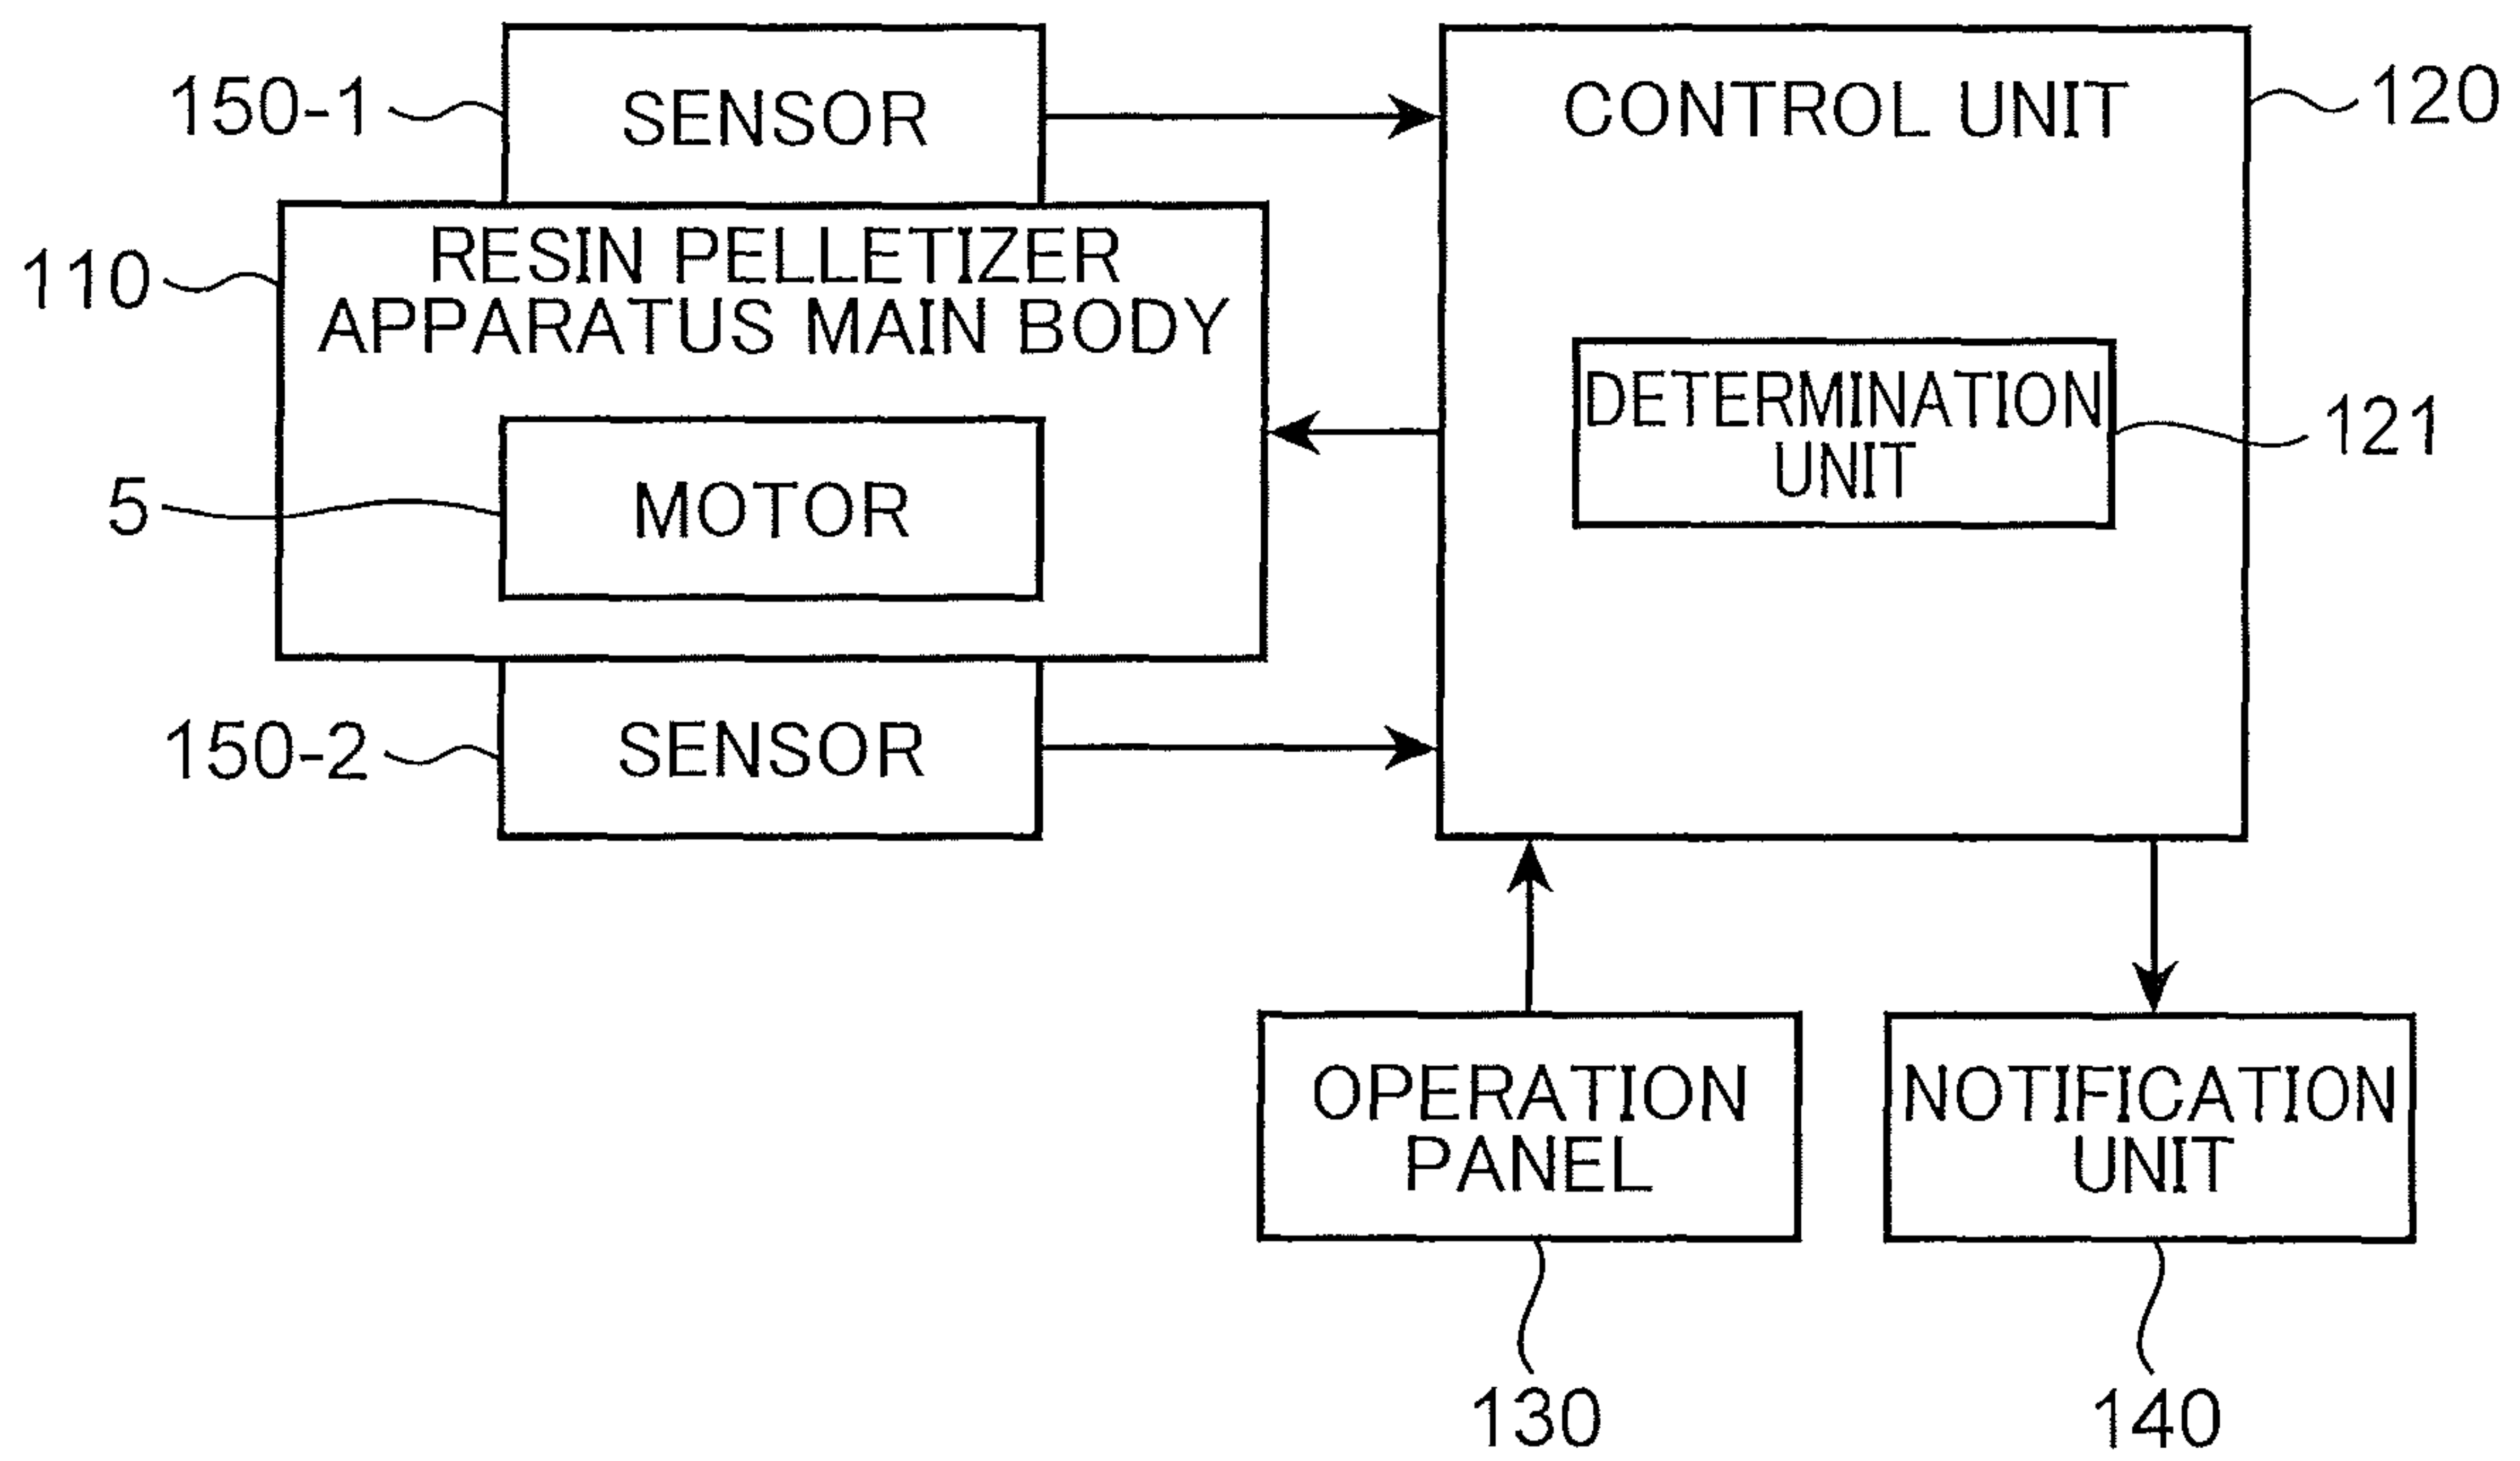 150-1
SENSOR
CONTROL UNIT
120
110
RESIN PELLETIZER
APPARATUS MAIN BODY
DETERMINATION
UNIT
121
5
MOTOR
150-2
SENSOR
OPERATION
PANEL
NOTIFICATION
UNIT
130
140